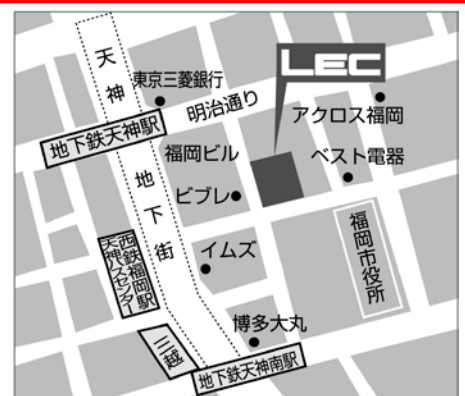 LEC
天神地下街
東京三菱銀行
明治通り
アクロス福岡
地下鉄天神駅
福岡ビル
ベスト電器
ビブレ
福岡市役所
西鉄福岡駅
天神バスセンター
イムズ
博多大丸
三越
地下鉄天神南駅